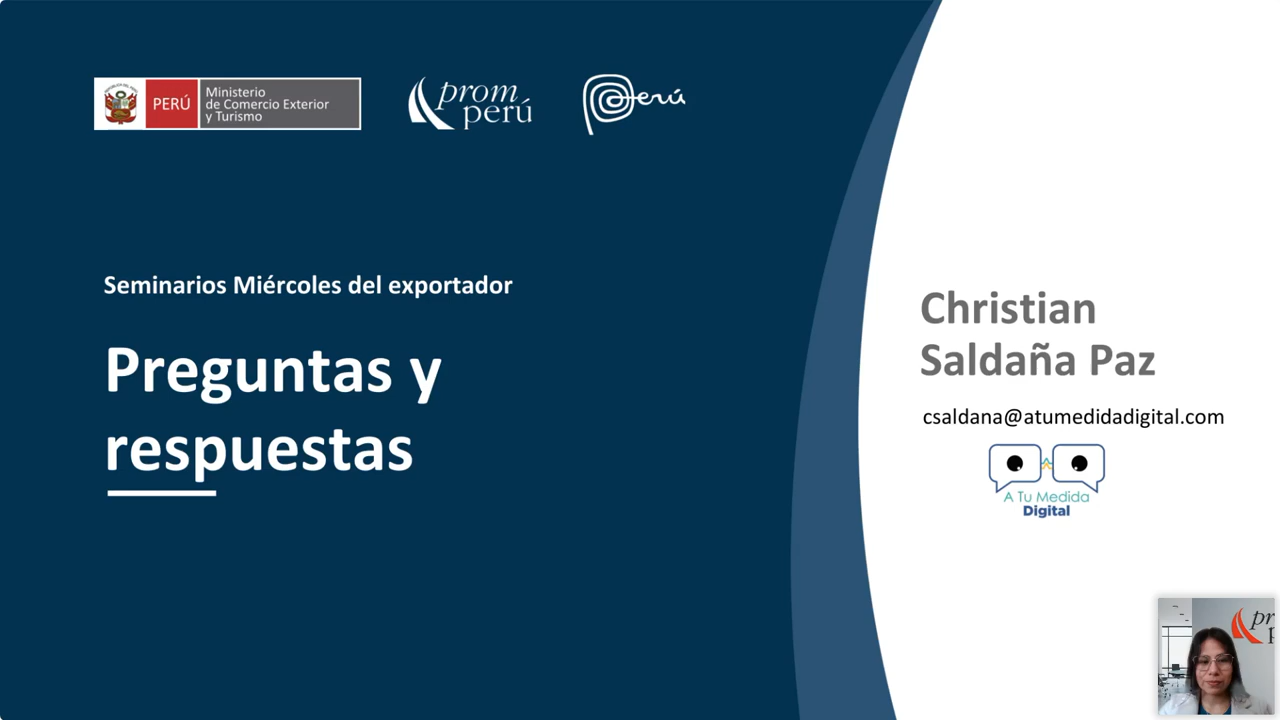 PERÚ
Ministerio
de Comercio Exterior
y Turismo
prom
perú
Perú
Seminarios Miércoles del exportador
Preguntas y
respuestas
Christian
Saldaña Paz
csaldana@atumedidadigital.com
A Tu Medida
Digital
pr
p